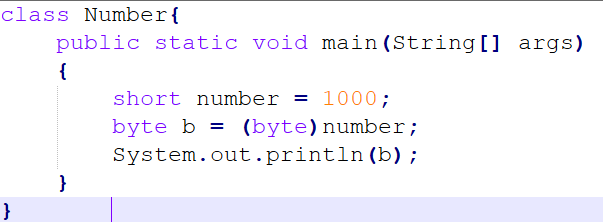 class Number{
    public static void main(String[] args)
    {
        short number = 1000;
        byte b = (byte)number;
        System.out.println(b);
    }
}